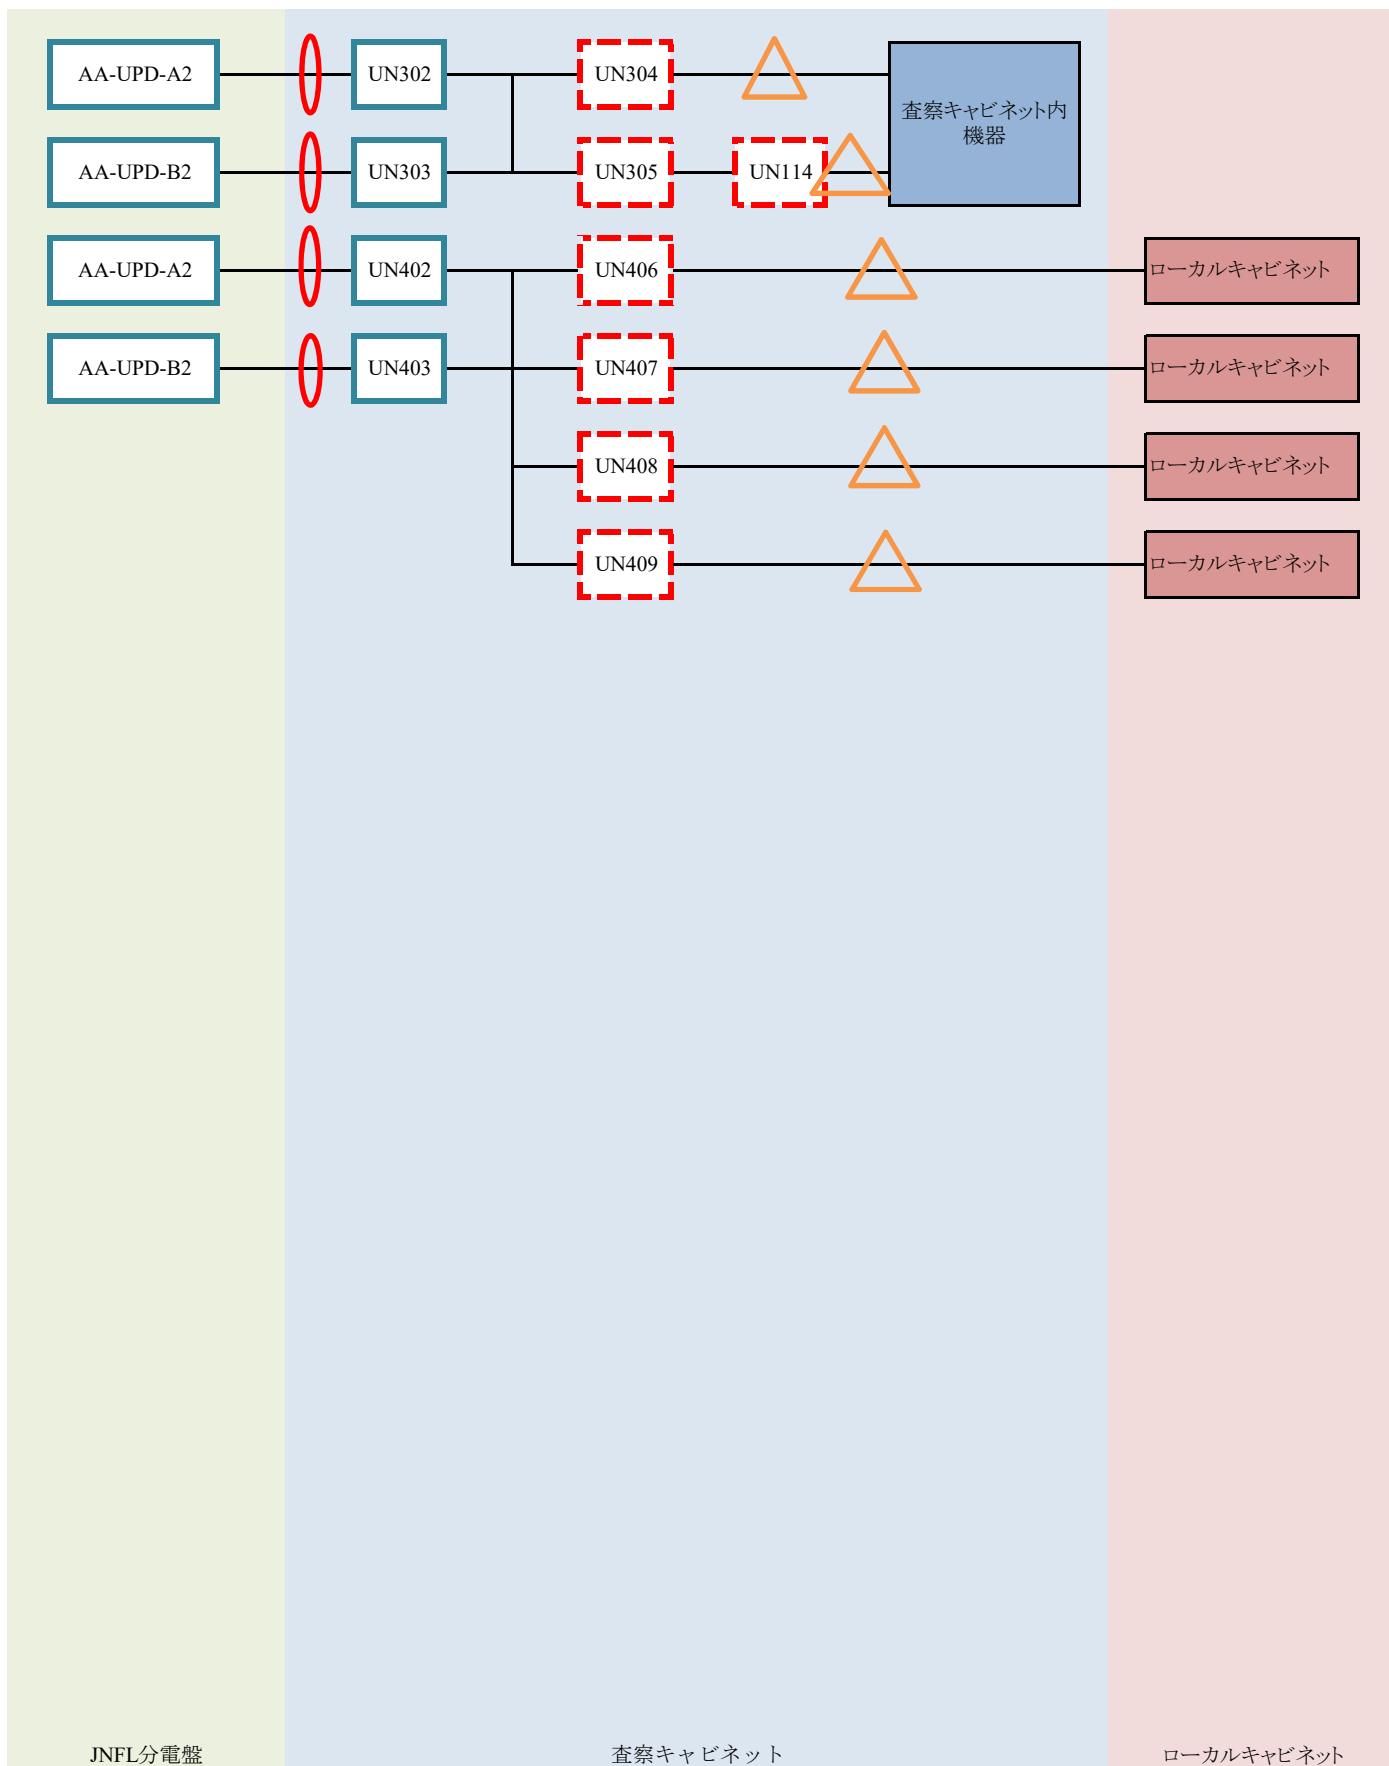 AA-UPD-A2
UN302
UN304
査察キャビネット内
機器
AA-UPD-B2
UN303
UN305
UN114
AA-UPD-A2
UN402
UN406
ローカルキャビネット
AA-UPD-B2
UN403
UN407
ローカルキャビネット
UN408
ローカルキャビネット
UN409
ローカルキャビネット
JNFL分電盤
査察キャビネット
ローカルキャビネット